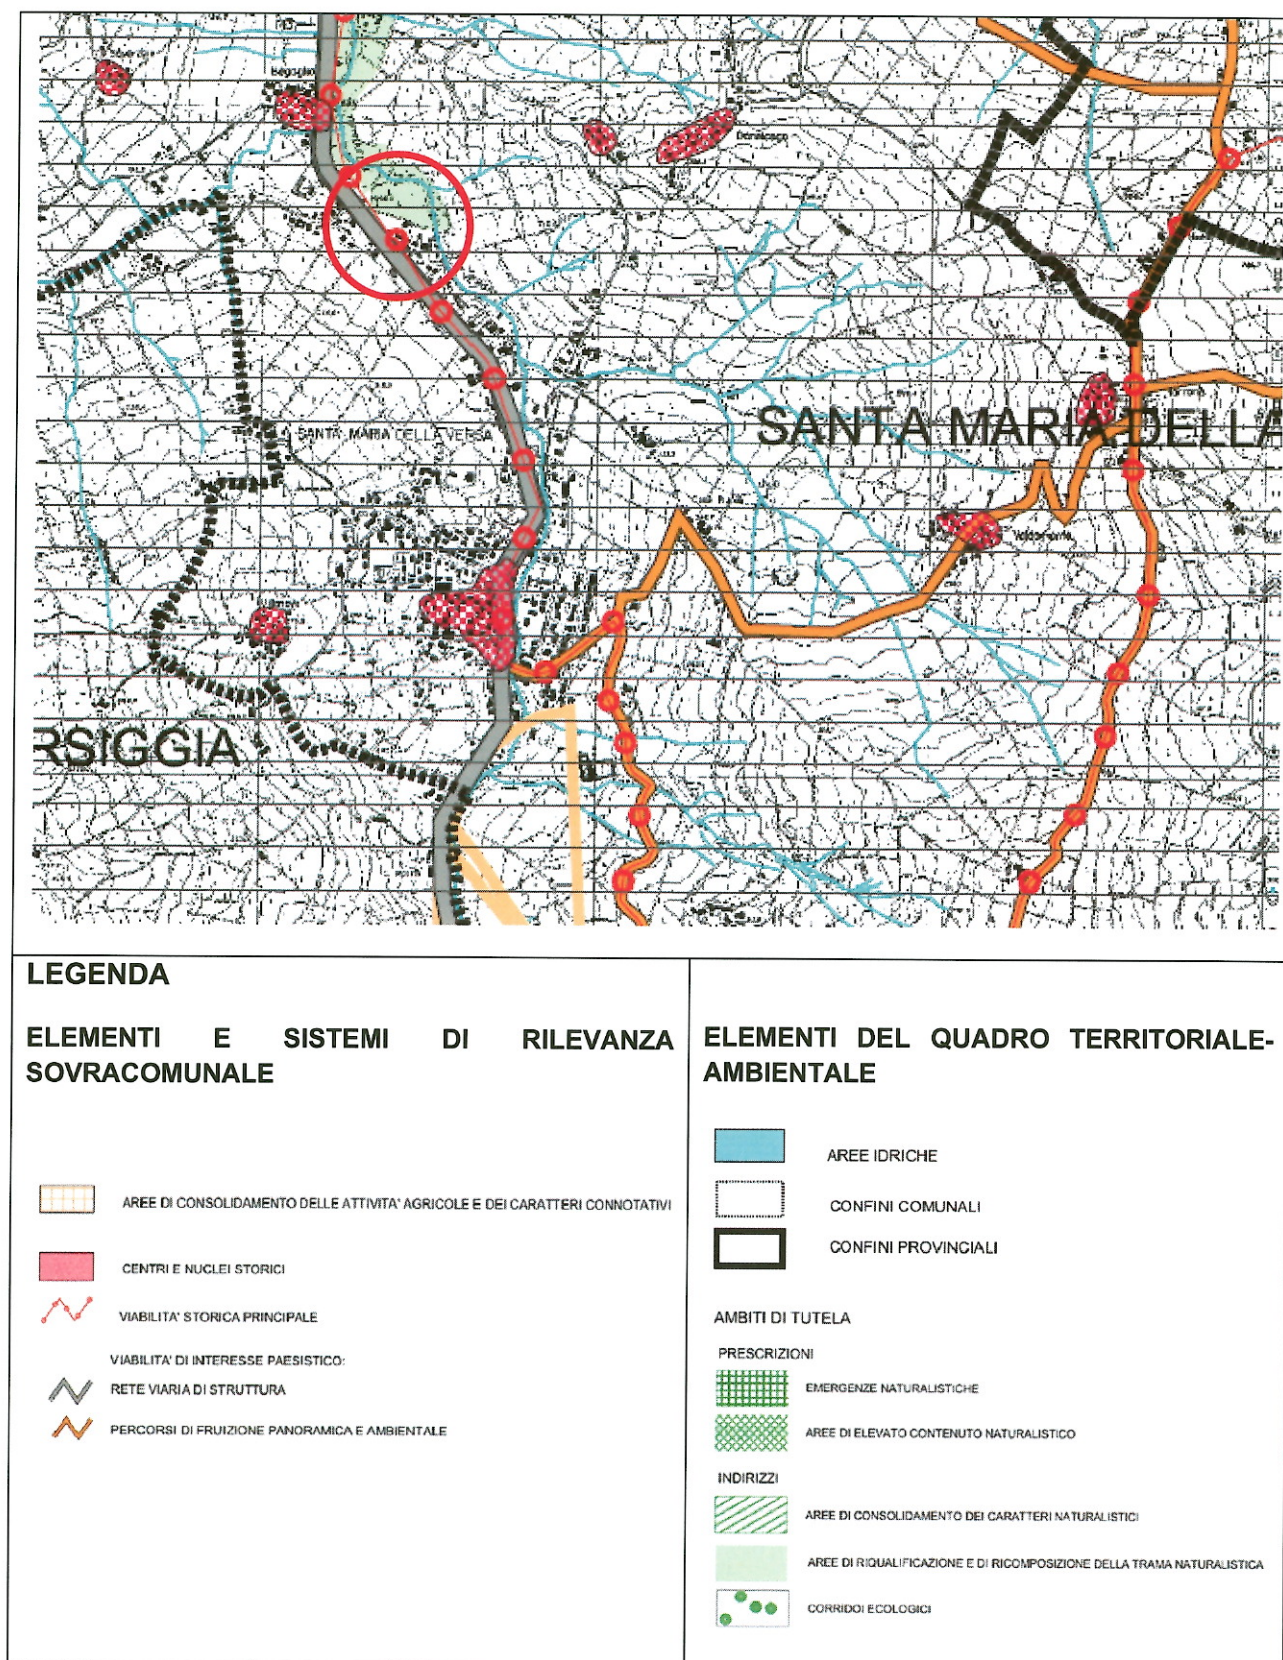 SANTA MARIA DELLA VERSA
SANTA MARIA DELLA
RSIGGIA
LEGENDA
ELEMENTI E SISTEMI DI RILEVANZA
SOVRACOMUNALE
AREE DI CONSOLIDAMENTO DELLE ATTIVITA' AGRICOLE E DEI CARATTERI CONNOTATIVI
CENTRI E NUCLEI STORICI
VIABILITA' STORICA PRINCIPALE
VIABILITA' DI INTERESSE PAESISTICO:
RETE VIARIA DI STRUTTURA
PERCORSI DI FRUIZIONE PANORAMICA E AMBIENTALE
ELEMENTI DEL QUADRO TERRITORIALE-
AMBIENTALE
AREE IDRICHE
CONFINI COMUNALI
CONFINI PROVINCIALI
AMBITI DI TUTELA
PRESCRIZIONI
EMERGENZE NATURALISTICHE
AREE DI ELEVATO CONTENUTO NATURALISTICO
INDIRIZZI
AREE DI CONSOLIDAMENTO DEI CARATTERI NATURALISTICI
AREE DI RIQUALIFICAZIONE E DI RICOMPOSIZIONE DELLA TRAMA NATURALISTICA
CORRIDOI ECOLOGICI